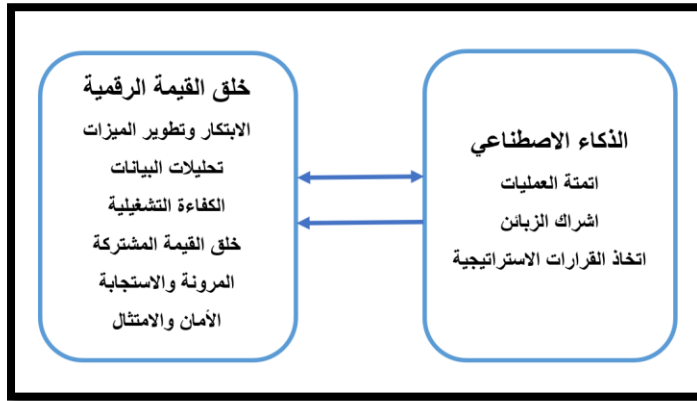 الذكاء الاصطناعي
اتمتة العمليات
اشراك الزبائن
اتخاذ القرارات الاستراتيجية
خلق القيمة الرقمية
الابتكار وتطوير الميزات
تحليلات البيانات
الكفاءة التشغيلية
خلق القيمة المشتركة
المرونة والاستجابة
الأمان والامتثال